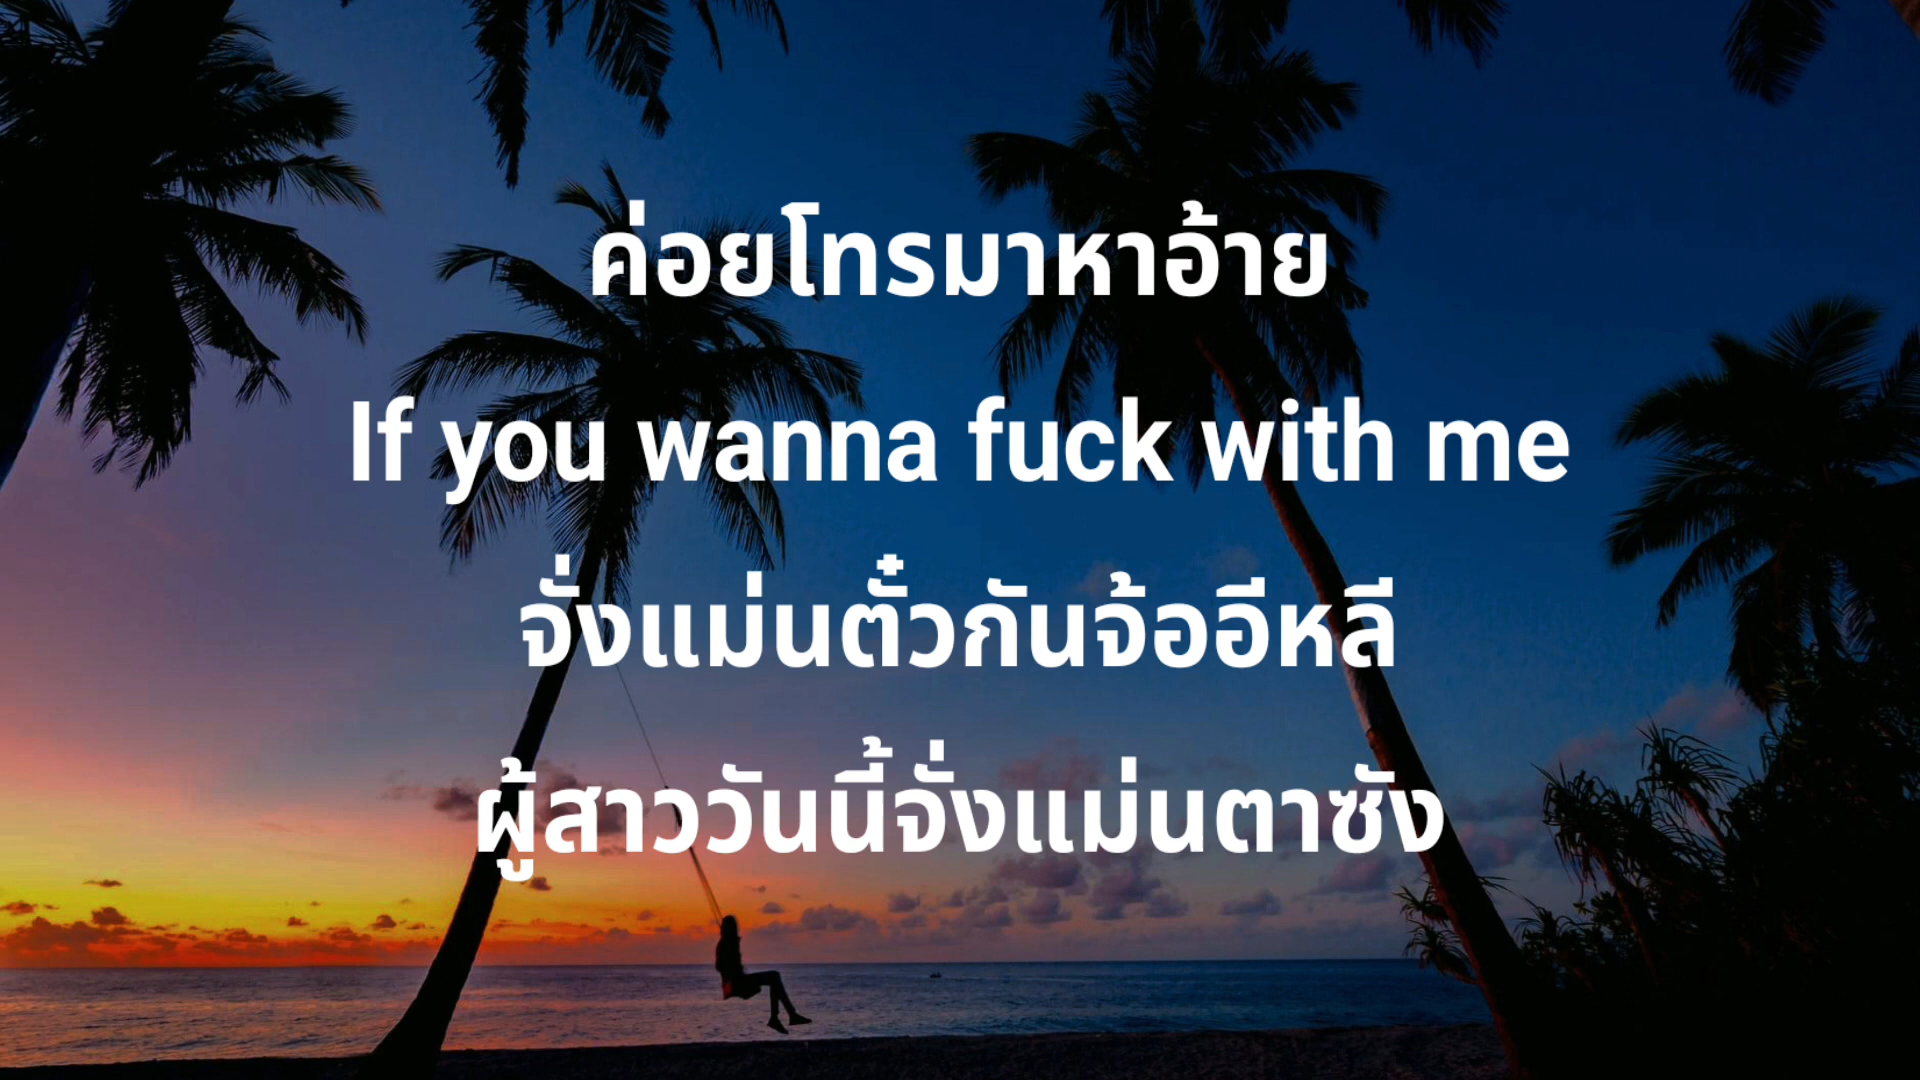 ค่อยโทรมาหาอ้าย
If you wanna fuck with me
จั่งแม่นตั๋วกันจ้ออีหลี
ผู้สาววันนี้จั่งแม่นตาซัง